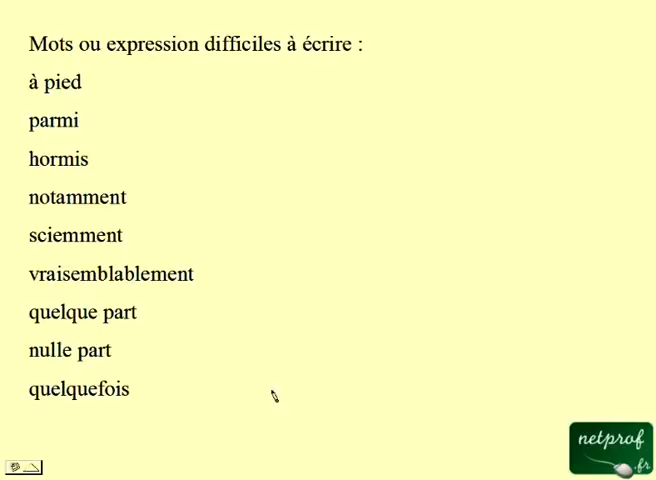 Mots ou expression difficiles à écrire :
à pied
parmi
hormis
notamment
sciemment
vraisemblablement
quelque part
nulle part
quelquefois
netprof
.fr